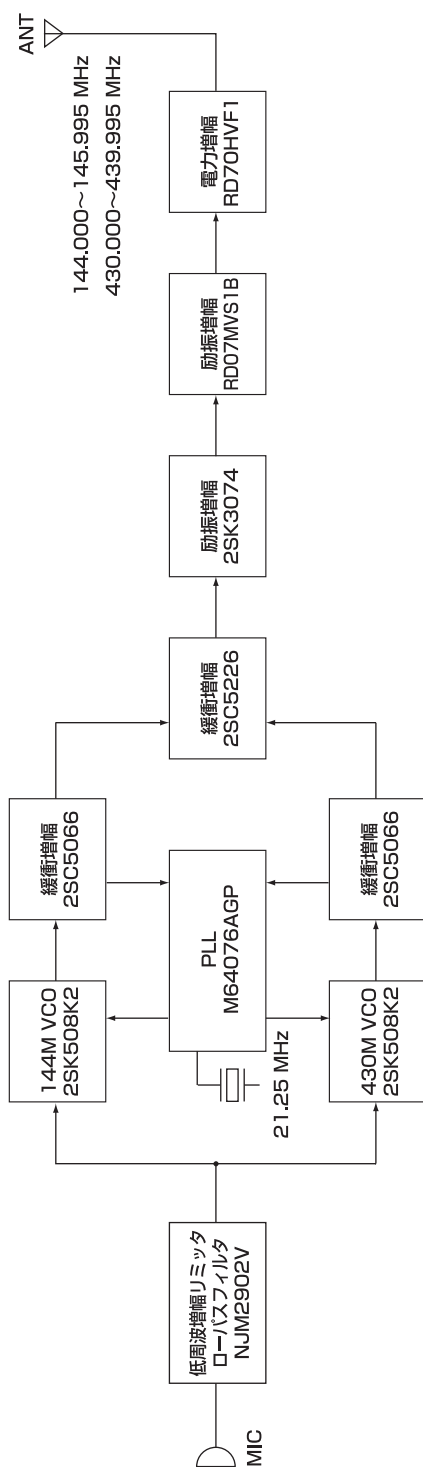 MIC
低周波増幅リミッタ
ローパスフィルタ
NJM2902V
144M VCO
2SK508K2
緩衝増幅
2SC5066
PLL
M64076AGP
21.25 MHz
430M VCO
2SK508K2
緩衝増幅
2SC5066
緩衝増幅
2SC5226
励振増幅
2SK3074
励振増幅
RD07MVS1B
電力増幅
RD70HVF1
144.000〜145.995 MHz
430.000〜439.995 MHz
ANT